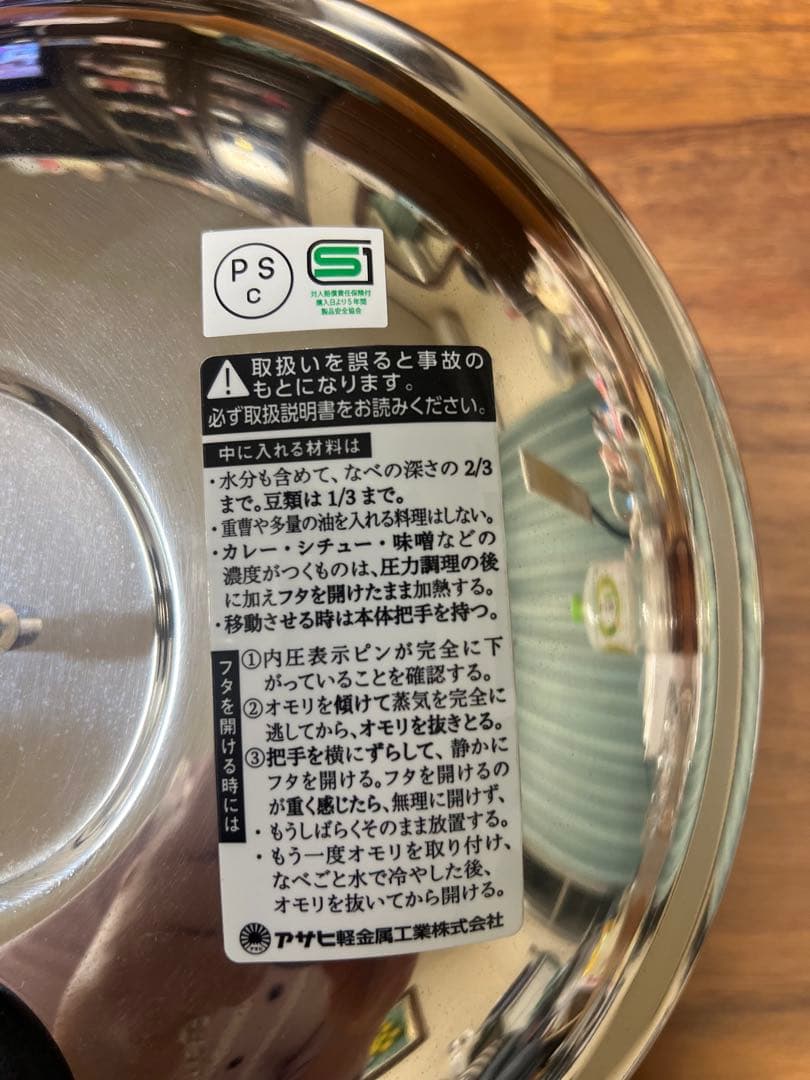 PS
C
S1
対人賠償責任保険付
購入日より5年間
製品安全協会
取扱いを誤ると事故の
もとになります。
必ず取扱説明書をお読みください。
中に入れる材料は
・水分も含めて、なべの深さの 2/3
まで。豆類は 1/3 まで。
・重曹や多量の油を入れる料理はしない。
・カレー・シチュー・味噌などの
濃度がつくものは、圧力調理の後
に加えフタを開けたまま加熱する。
・移動させる時は本体把手を持つ。
フタを開ける時には
①内圧表示ピンが完全に下
がっていることを確認する。
②オモリを傾けて蒸気を完全に
逃してから、オモリを抜きとる。
③把手を横にずらして、静かに
フタを開ける。フタを開けるの
が重く感じたら、無理に開けず、
・もうしばらくそのまま放置する。
・もう一度オモリを取り付け、
なべごと水で冷やした後、
オモリを抜いてから開ける。
アサヒ軽金属工業株式会社